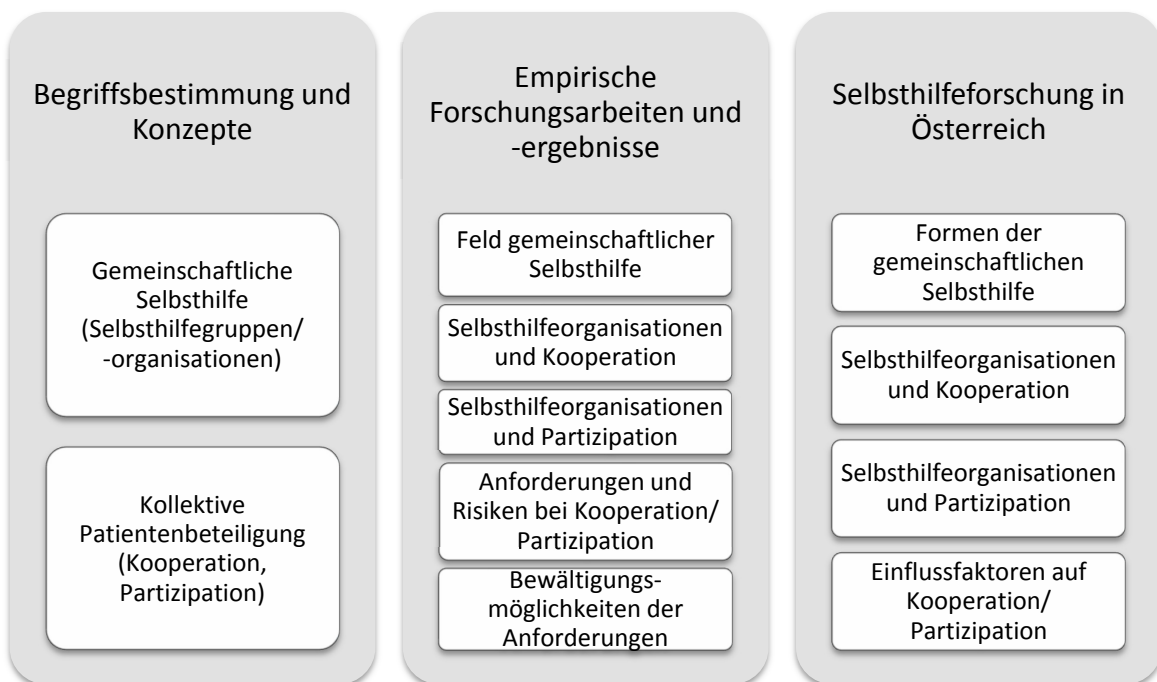 Begriffsbestimmung und
Konzepte
Gemeinschaftliche
Selbsthilfe
(Selbsthilfegruppen/
-organisationen)
Kollektive
Patientenbeteiligung
(Kooperation,
Partizipation)
Empirische
Forschungsarbeiten und
-ergebnisse
Feld gemeinschaftlicher
Selbsthilfe
Selbsthilfeorganisationen
und Kooperation
Selbsthilfeorganisationen
und Partizipation
Anforderungen und
Risiken bei Kooperation/
Partizipation
Bewältigungs-
möglichkeiten der
Anforderungen
Selbsthilfeforschung in
Österreich
Formen der
gemeinschaftlichen
Selbsthilfe
Selbsthilfeorganisationen
und Kooperation
Selbsthilfeorganisationen
und Partizipation
Einflussfaktoren auf
Kooperation/
Partizipation